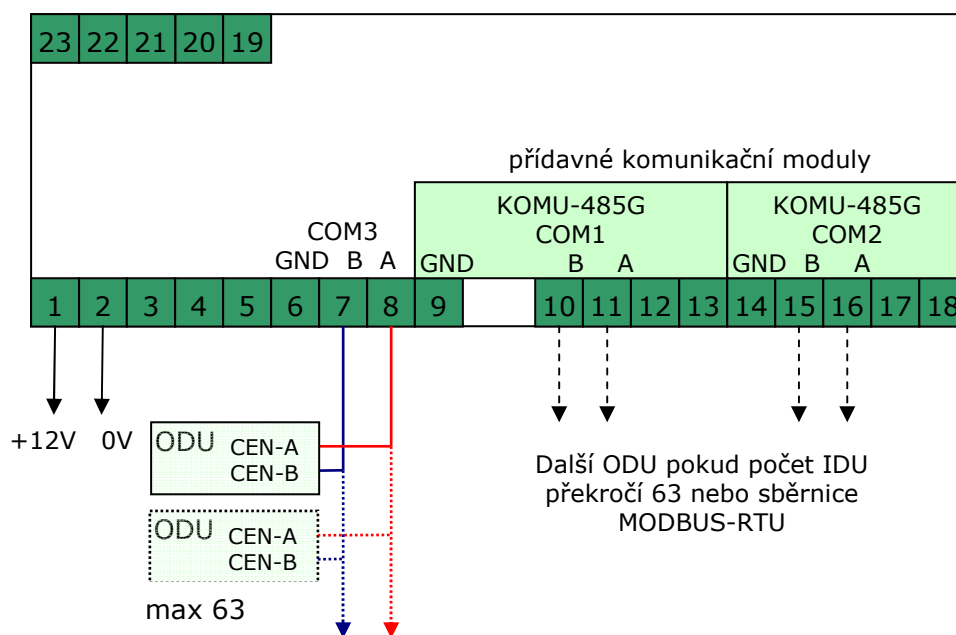 23 22 21 20 19
přídavné komunikační moduly
KOMU-485G
COM1
KOMU-485G
COM2
COM3
GND B A
GND B A
GND B A
1 2 3 4 5 6 7 8 9 10 11 12 13 14 15 16 17 18
+12V 0V
ODU CEN-A
CEN-B
ODU CEN-A
CEN-B
max 63
Další ODU pokud počet IDU
překročí 63 nebo sběrnice
MODBUS-RTU